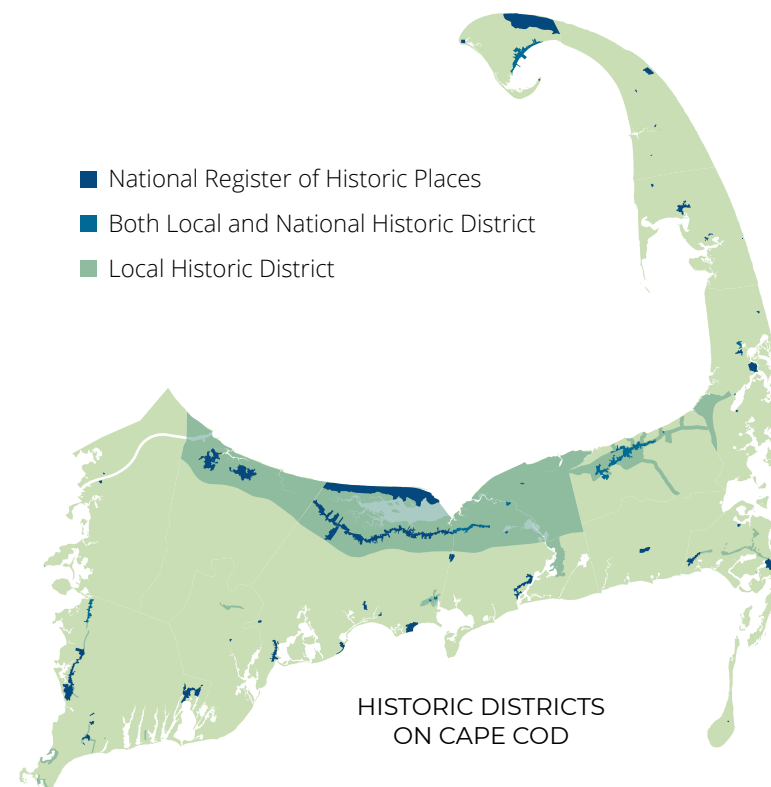 National Register of Historic Places
Both Local and National Historic District
Local Historic District
HISTORIC DISTRICTS
ON CAPE COD